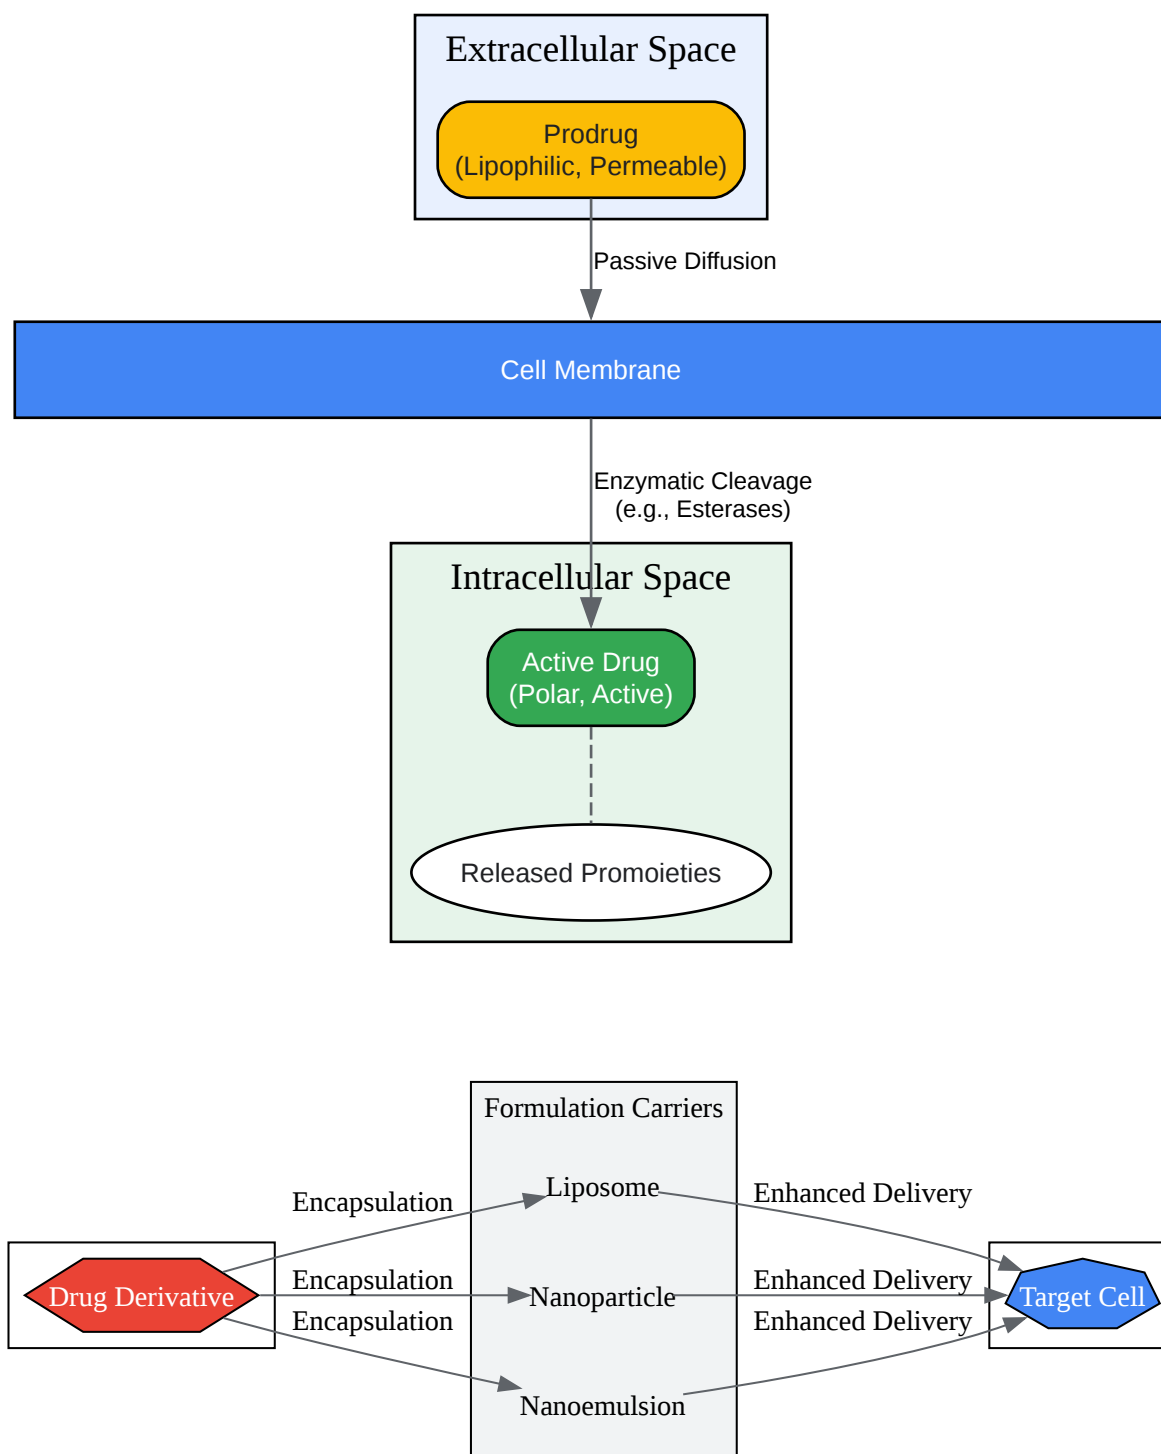 Extracellular Space
Prodrug
(Lipophilic, Permeable)
Passive Diffusion
Cell Membrane
Enzymatic Cleavage
(e.g., Esterases)
Intracellular Space
Active Drug
(Polar, Active)
Released Promoieties
Formulation Carriers
Liposome
Encapsulation
Enhanced Delivery
Encapsulation
Enhanced Delivery
Drug Derivative
Nanoparticle
Target Cell
Encapsulation
Enhanced Delivery
Nanoemulsion